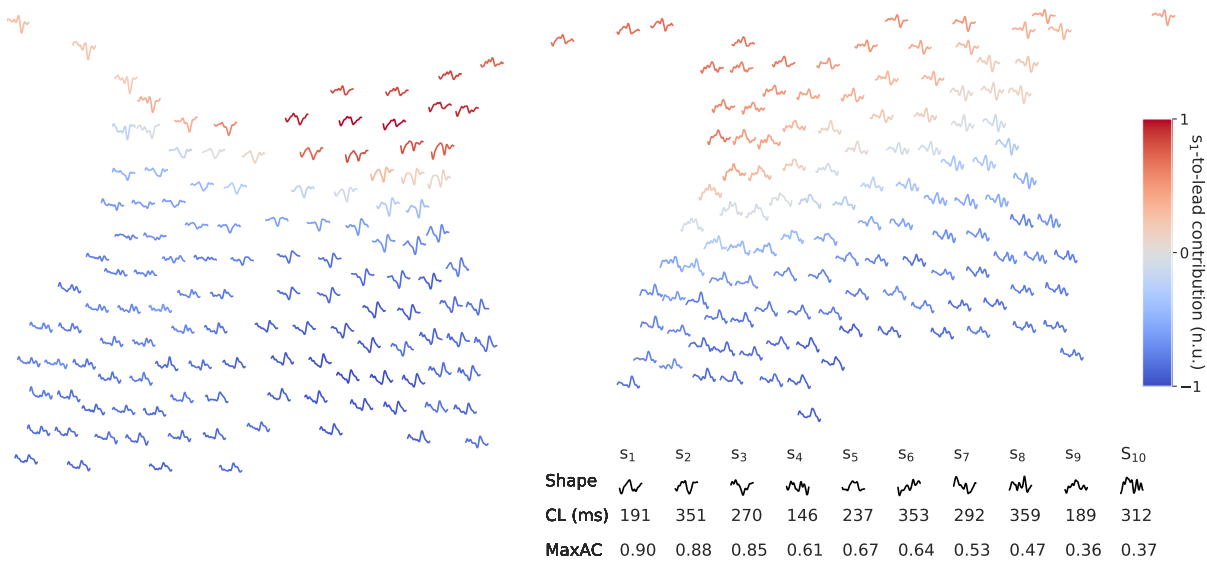 1
0
−1
s₁-to-lead contribution (n.u.)
s₁ s₂ s₃ s₄ s₅ s₆ s₇ s₈ s₉ s₁₀
Shape
CL (ms) 191 351 270 146 237 353 292 359 189 312
MaxAC 0.90 0.88 0.85 0.61 0.67 0.64 0.53 0.47 0.36 0.37